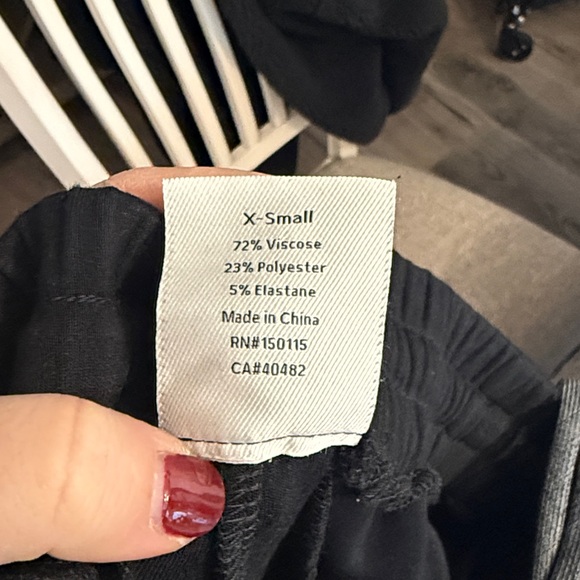 X-Small
72% Viscose
23% Polyester
5% Elastane
Made in China
RN#150115
CA#40482